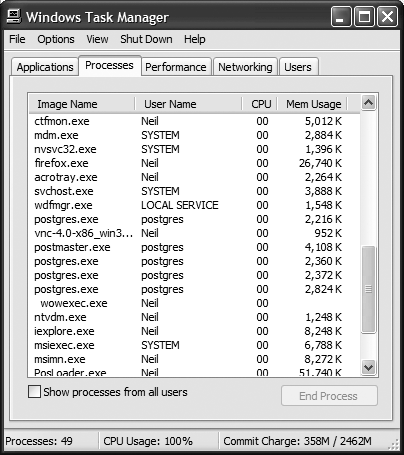 Windows Task Manager
File Options View Shut Down Help
Applications Processes Performance Networking Users
Image Name User Name CPU Mem Usage
ctfmon.exe Neil 00 5,012 K
mdm.exe SYSTEM 00 2,884 K
nvsvc32.exe SYSTEM 00 1,396 K
firefox.exe Neil 00 26,740 K
acrotray.exe Neil 00 2,264 K
svchost.exe SYSTEM 00 3,888 K
wdfmgr.exe LOCAL SERVICE 00 1,548 K
postgres.exe postgres 00 2,216 K
vnc-4.0-x86_win3... Neil 00 952 K
postmaster.exe postgres 00 4,108 K
postgres.exe postgres 00 2,360 K
postgres.exe postgres 00 2,372 K
postgres.exe postgres 00 2,824 K
wowexec.exe Neil 00
ntvdm.exe Neil 00 1,248 K
iexplore.exe Neil 00 8,248 K
msiexec.exe SYSTEM 00 6,788 K
msimn.exe Neil 00 8,272 K
PosLoader.exe Neil 00 51,740 K
Show processes from all users
End Process
Processes: 49 CPU Usage: 100% Commit Charge: 358M / 2462M